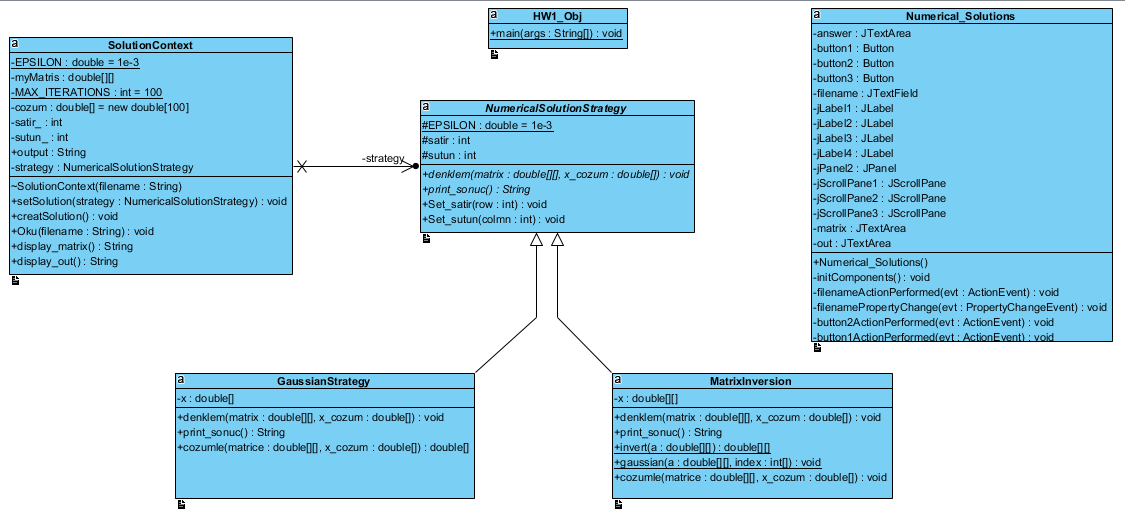 a
HW1_Obj
+main(args : String[]) : void
a
Numerical_Solutions
-answer : JTextArea
-button1 : Button
-button2 : Button
-button3 : Button
-filename : JTextField
-jLabel1 : JLabel
-jLabel2 : JLabel
-jLabel3 : JLabel
-jLabel4 : JLabel
-jPanel2 : JPanel
-jScrollPane1 : JScrollPane
-jScrollPane2 : JScrollPane
-jScrollPane3 : JScrollPane
-matrix : JTextArea
-out : JTextArea
+Numerical_Solutions()
-initComponents() : void
-filenameActionPerformed(evt : ActionEvent) : void
-filenamePropertyChange(evt : PropertyChangeEvent) : void
-button2ActionPerformed(evt : ActionEvent) : void
-button1ActionPerformed(evt : ActionEvent) : void
a
SolutionContext
-EPSILON : double = 1e-3
-myMatris : double[][]
-MAX_ITERATIONS : int = 100
-cozum : double[] = new double[100]
-satir_ : int
-sutun_ : int
+output : String
-strategy : NumericalSolutionStrategy
~SolutionContext(filename : String)
+setSolution(strategy : NumericalSolutionStrategy) : void
+creatSolution() : void
+Oku(filename : String) : void
+display_matrix() : String
+display_out() : String
-strategy
a
NumericalSolutionStrategy
#EPSILON : double = 1e-3
#satir : int
#sutun : int
+denklem(matrix : double[][], x_cozum : double[]) : void
+print_sonuc() : String
+Set_satir(row : int) : void
+Set_sutun(colmn : int) : void
a
GaussianStrategy
-x : double[]
+denklem(matrix : double[][], x_cozum : double[]) : void
+print_sonuc() : String
+cozumle(matrice : double[][], x_cozum : double[]) : double[]
a
MatrixInversion
-x : double[][]
+denklem(matrix : double[][], x_cozum : double[]) : void
+print_sonuc() : String
+invert(a : double[][]) : double[][]
+gaussian(a : double[][], index : int[]) : void
+cozumle(matrice : double[][], x_cozum : double[]) : void